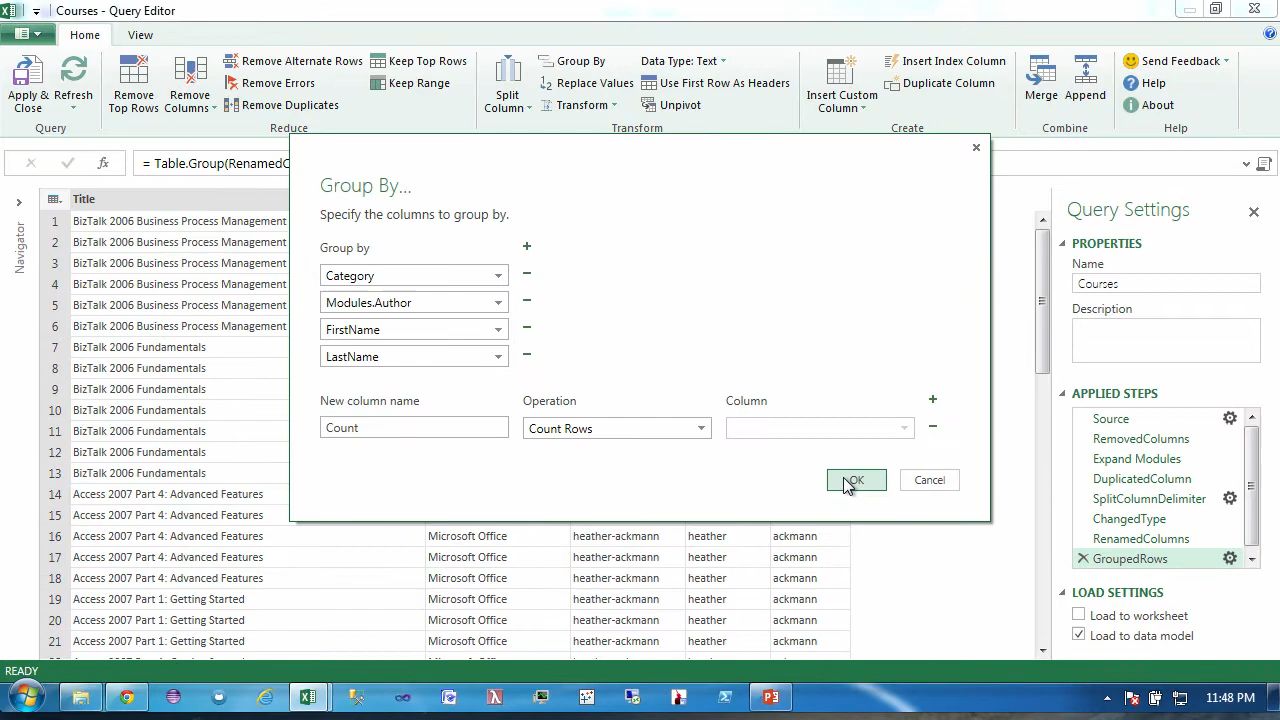 Courses - Query Editor
Home View
Apply & Close
Refresh
Query
Remove Top Rows
Remove Columns
Remove Alternate Rows
Remove Errors
Remove Duplicates
Keep Top Rows
Keep Range
Reduce
Split Column
Group By
Replace Values
Transform
Data Type: Text
Use First Row As Headers
Unpivot
Transform
Insert Custom Column
Insert Index Column
Duplicate Column
Create
Merge
Append
Combine
Send Feedback
Help
About
Help
fx = Table.Group(RenamedC
Navigator
Title
1 BizTalk 2006 Business Process Management
2 BizTalk 2006 Business Process Management
3 BizTalk 2006 Business Process Management
4 BizTalk 2006 Business Process Management
5 BizTalk 2006 Business Process Management
6 BizTalk 2006 Business Process Management
7 BizTalk 2006 Fundamentals
8 BizTalk 2006 Fundamentals
9 BizTalk 2006 Fundamentals
10 BizTalk 2006 Fundamentals
11 BizTalk 2006 Fundamentals
12 BizTalk 2006 Fundamentals
13 BizTalk 2006 Fundamentals
14 Access 2007 Part 4: Advanced Features
15 Access 2007 Part 4: Advanced Features
16 Access 2007 Part 4: Advanced Features Microsoft Office heather-ackmann heather ackmann
17 Access 2007 Part 4: Advanced Features Microsoft Office heather-ackmann heather ackmann
18 Access 2007 Part 4: Advanced Features Microsoft Office heather-ackmann heather ackmann
19 Access 2007 Part 1: Getting Started Microsoft Office heather-ackmann heather ackmann
20 Access 2007 Part 1: Getting Started Microsoft Office heather-ackmann heather ackmann
21 Access 2007 Part 1: Getting Started Microsoft Office heather-ackmann heather ackmann
Group By...
Specify the columns to group by.
Group by
Category
Modules.Author
FirstName
LastName
New column name Operation Column
Count Count Rows
OK Cancel
Query Settings
PROPERTIES
Name
Courses
Description
APPLIED STEPS
Source
RemovedColumns
Expand Modules
DuplicatedColumn
SplitColumnDelimiter
ChangedType
RenamedColumns
GroupedRows
LOAD SETTINGS
Load to worksheet
Load to data model
READY
11:48 PM